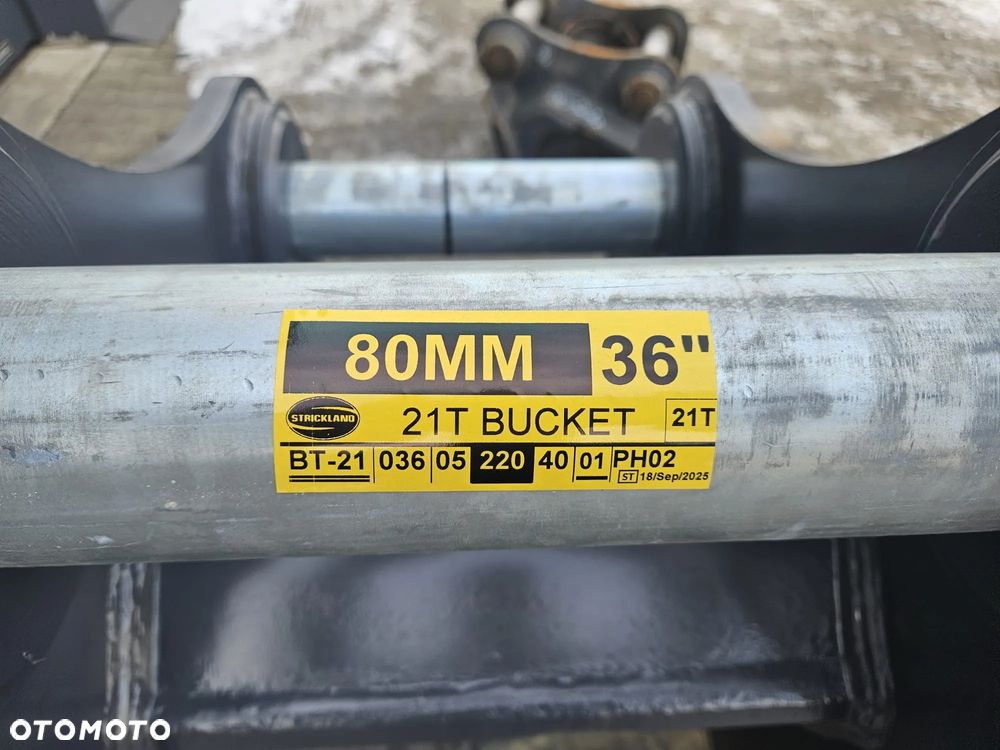 80MM 36"
STRICKLAND 21T BUCKET 21T
BT-21 036 05 220 40 01 PH02
ST 18/Sep/2025
OTOMOTO